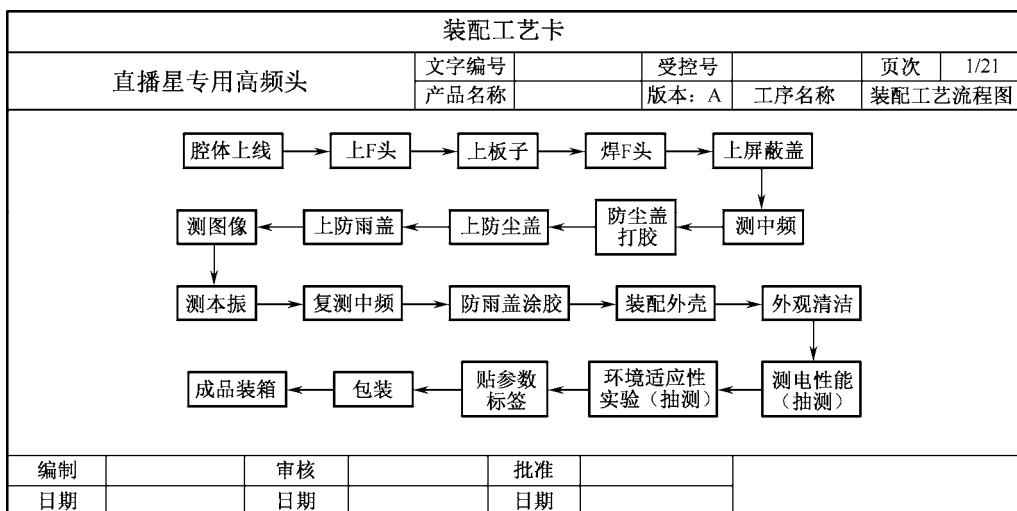 装配工艺卡
直播星专用高频头
文字编号 受控号 页次 1/21
产品名称 版本：A 工序名称 装配工艺流程图
腔体上线 上F头 上板子 焊F头 上屏蔽盖
测图像 上防雨盖 上防尘盖 防尘盖 测中频
打胶
测本振 复测中频 防雨盖涂胶 装配外壳 外观清洁
成品装箱 包装 贴参数 环境适应性 测电性能
标签 实验（抽测） （抽测）
编制 审核 批准
日期 日期 日期